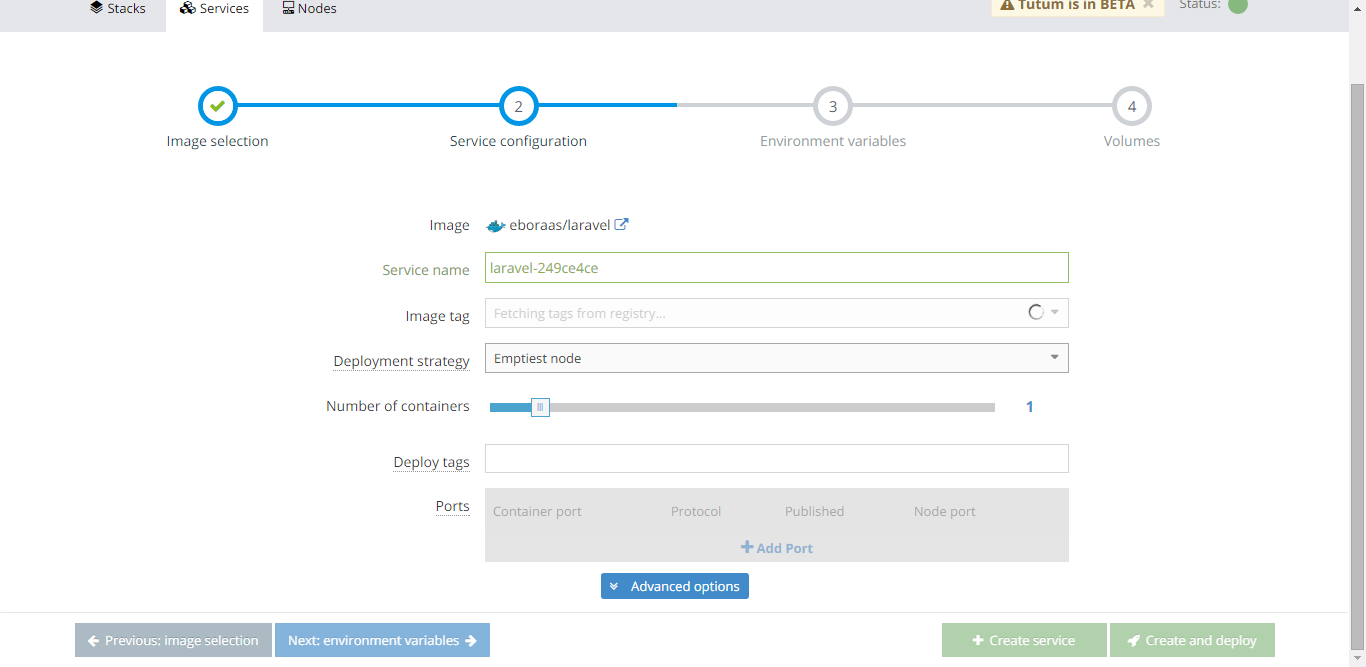 Stacks Services Nodes Tutum is in BETA Status:
2 3 4
Image selection Service configuration Environment variables Volumes
Image eboraas/laravel
Service name laravel-249ce4ce
Image tag Fetching tags from registry...
Deployment strategy Emptiest node
Number of containers 1
Deploy tags
Ports Container port Protocol Published Node port
Add Port
Advanced options
Previous: image selection Next: environment variables Create service Create and deploy